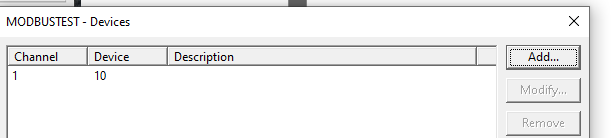 MODBUSTEST - Devices
Channel Device Description
1 10
Add...
Modify...
Remove